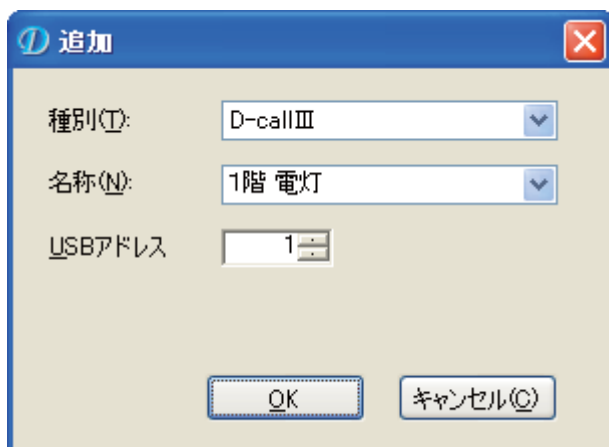 追加
種別(T): D-callⅢ
名称(N): 1階 電灯
USBアドレス 1
OK キャンセル(C)